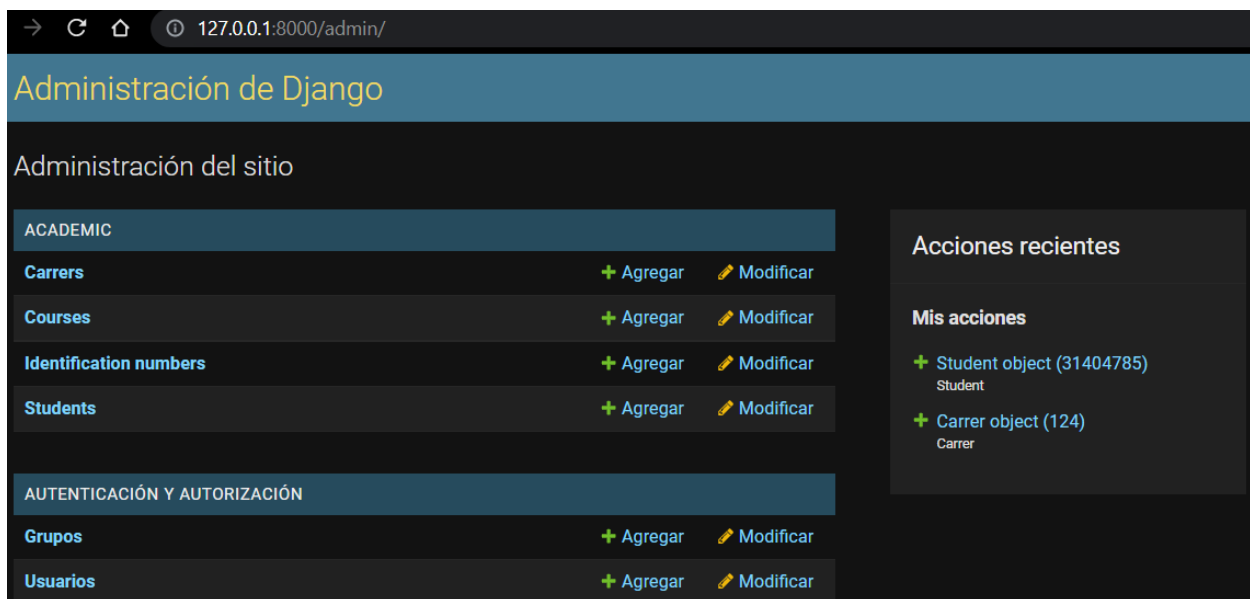 127.0.0.1:8000/admin/
Administración de Django
Administración del sitio
ACADEMIC
Carrers Agregar Modificar
Courses Agregar Modificar
Identification numbers Agregar Modificar
Students Agregar Modificar
AUTENTICACIÓN Y AUTORIZACIÓN
Grupos Agregar Modificar
Usuarios Agregar Modificar
Acciones recientes
Mis acciones
Student object (31404785)
Student
Carrer object (124)
Carrer